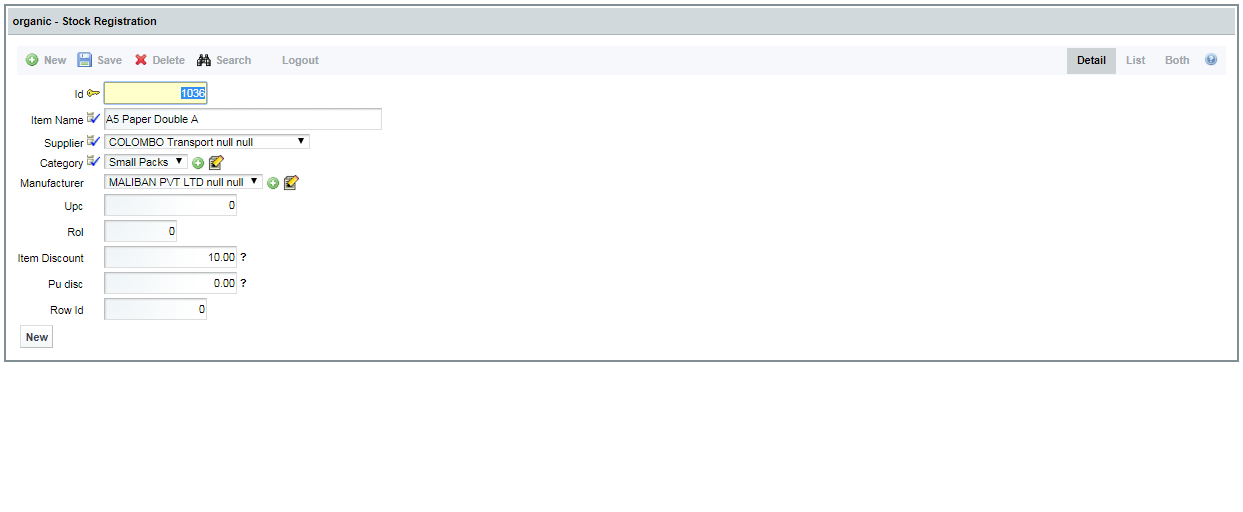 organic - Stock Registration
New Save Delete Search Logout Detail List Both ?
Id 1036
Item Name A5 Paper Double A
Supplier COLOMBO Transport null null
Category Small Packs
Manufacturer MALIBAN PVT LTD null null
Upc 0
Rol 0
Item Discount 10.00 ?
Pu disc 0.00 ?
Row Id 0
New